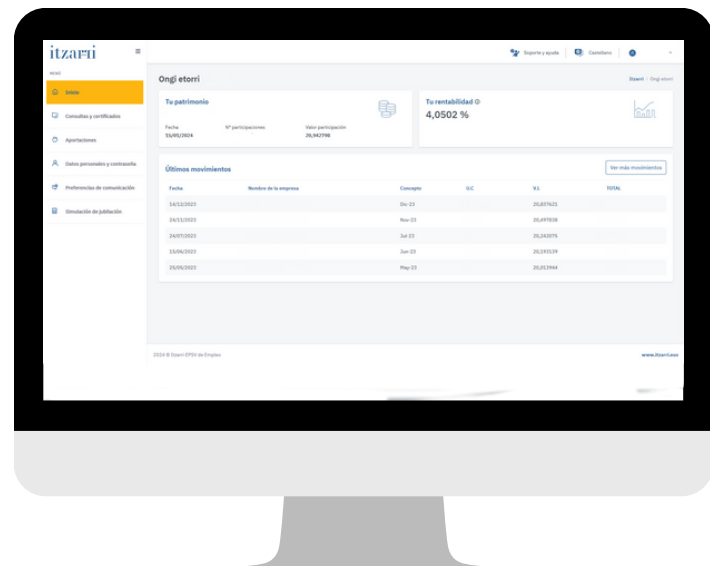 itzarri
Soporte y ayuda
Castellano
MENÚ
Inicio
Consultas y certificados
Aportaciones
Datos personales y contraseña
Preferencias de comunicación
Simulación de jubilación
Ongi etorri
Itzarri Ongi etorri
Tu patrimonio
Fecha Nº participaciones Valor participación
15/05/2024 20,942798
Tu rentabilidad
4,0502 %
Últimos movimientos
Ver más movimientos
Fecha Nombre de la empresa Concepto U.C V.L TOTAL
14/12/2023 Dic-23 20,837421
24/11/2023 Nov-23 20,497838
24/07/2023 Jul-23 20,242075
15/06/2023 Jun-23 20,193139
25/05/2023 May-23 20,013944
2024 © Itzarri EPSV de Empleo
www.itzarri.eus